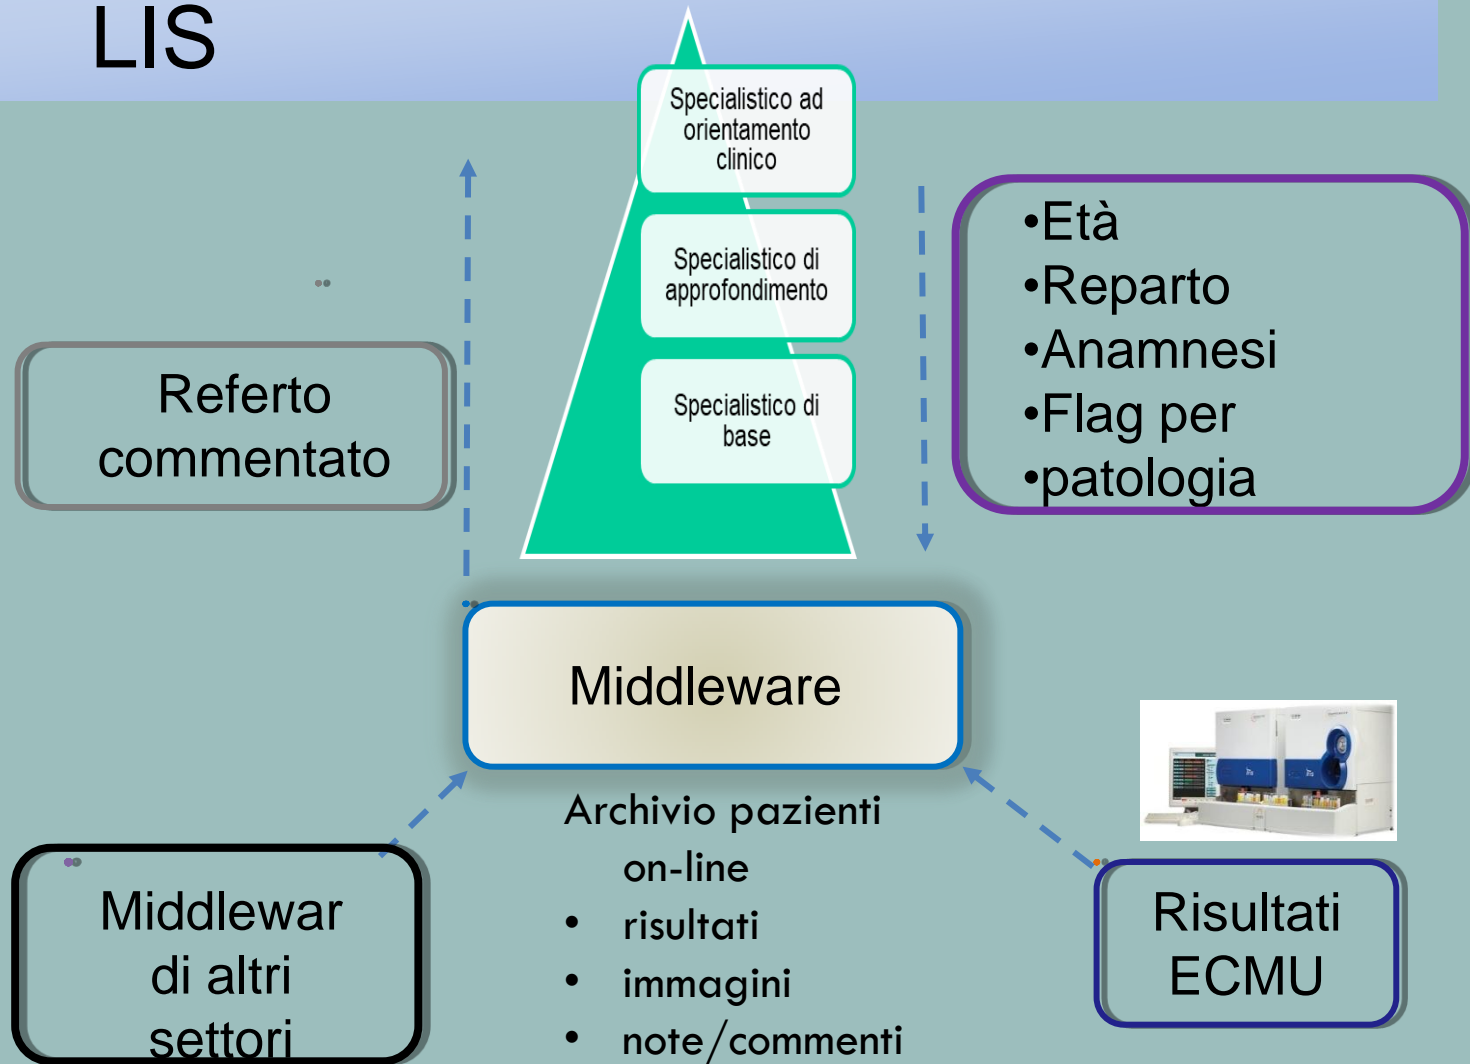 LIS
Specialistico ad
orientamento
clinico
Specialistico di
approfondimento
Specialistico di
base
•Età
•Reparto
•Anamnesi
•Flag per
•patologia
Referto
commentato
Middleware
Archivio pazienti
on-line
• risultati
• immagini
• note/commenti
Middlewar
di altri
settori
Risultati
ECMU